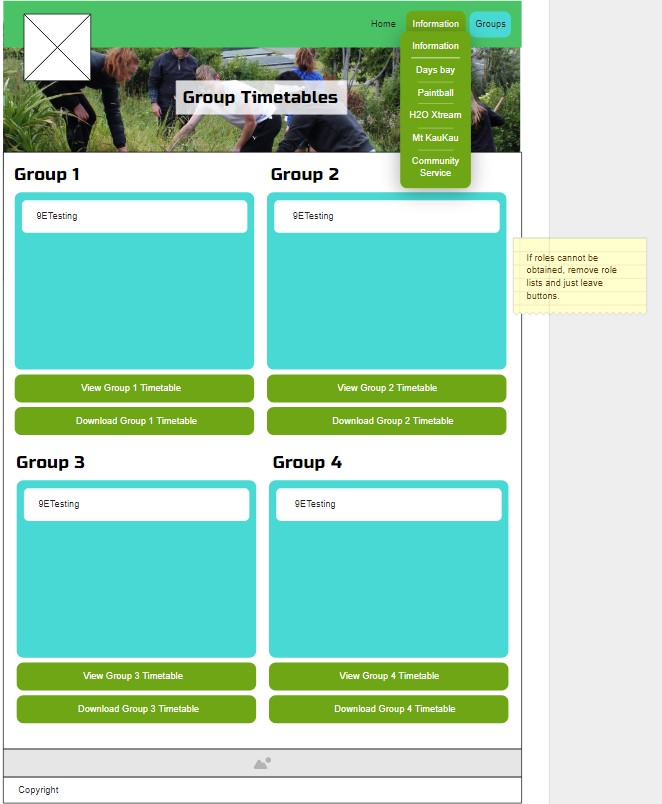 Home
Information
Groups
Information
Days bay
Paintball
H2O Xtream
Mt KauKau
Community
Service
Group Timetables
Group 1
Group 2
9ETesting
9ETesting
If roles cannot be
obtained, remove role
lists and just leave
buttons.
View Group 1 Timetable
View Group 2 Timetable
Download Group 1 Timetable
Download Group 2 Timetable
Group 3
Group 4
9ETesting
9ETesting
View Group 3 Timetable
View Group 4 Timetable
Download Group 3 Timetable
Download Group 4 Timetable
Copyright